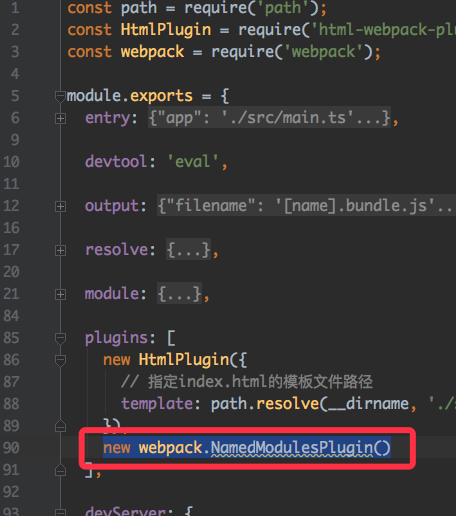 1 const path = require('path');
2 const HtmlPlugin = require('html-webpack-plu
3 const webpack = require('webpack');
4
5 module.exports = {
6 entry: {"app": './src/main.ts'...},
9
10 devtool: 'eval',
11
12 output: {"filename": '[name].bundle.js'..
16
17 resolve: {...},
20
21 module: {...},
84
85 plugins: [
86 new HtmlPlugin({
87 // 指定index.html的模板文件路径
88 template: path.resolve(__dirname, './s
89 })
90 new webpack.NamedModulesPlugin()
91 ],
92
93 devServer: {